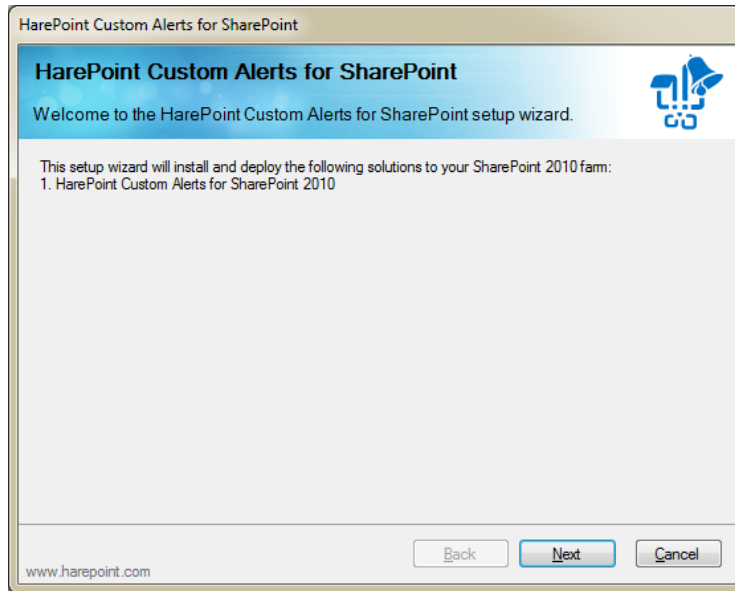 HarePoint Custom Alerts for SharePoint
HarePoint Custom Alerts for SharePoint
Welcome to the HarePoint Custom Alerts for SharePoint setup wizard.
This setup wizard will install and deploy the following solutions to your SharePoint 2010 farm:
1. HarePoint Custom Alerts for SharePoint 2010
Back Next Cancel
www.harepoint.com